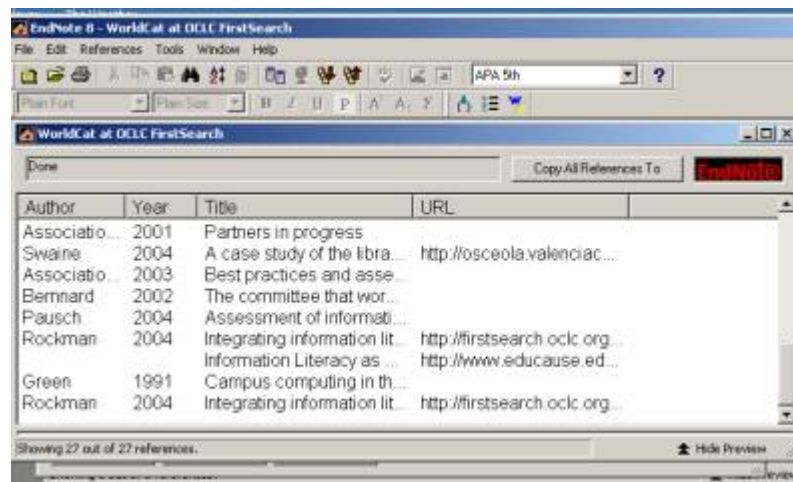 EndNote 8 - WorldCat at OCLC FirstSearch
File Edit References Tools Window Help
APA 5th
Plain Font Plain Size B I U P A A
WorldCat at OCLC FirstSearch
Done Copy All References To EndNote
Author Year Title URL
Associatio... 2001 Partners in progress
Swaine 2004 A case study of the libra... http://osceola.valenciac...
Associatio... 2003 Best practices and asse...
Bernnard 2002 The committee that wor...
Pausch 2004 Assessment of informati...
Rockman 2004 Integrating information lit... http://firstsearch.oclc.org...
Information Literacy as ... http://www.educause.ed...
Green 1991 Campus computing in th...
Rockman 2004 Integrating information lit... http://firstsearch.oclc.org...
Showing 27 out of 27 references. Hide Preview